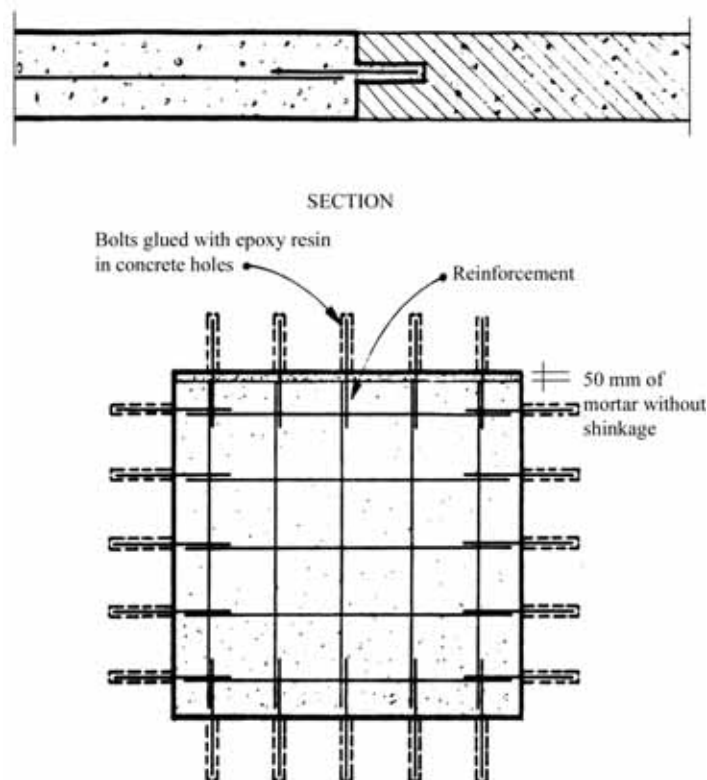 SECTION
Bolts glued with epoxy resin
in concrete holes
Reinforcement
50 mm of
mortar without
shinkage